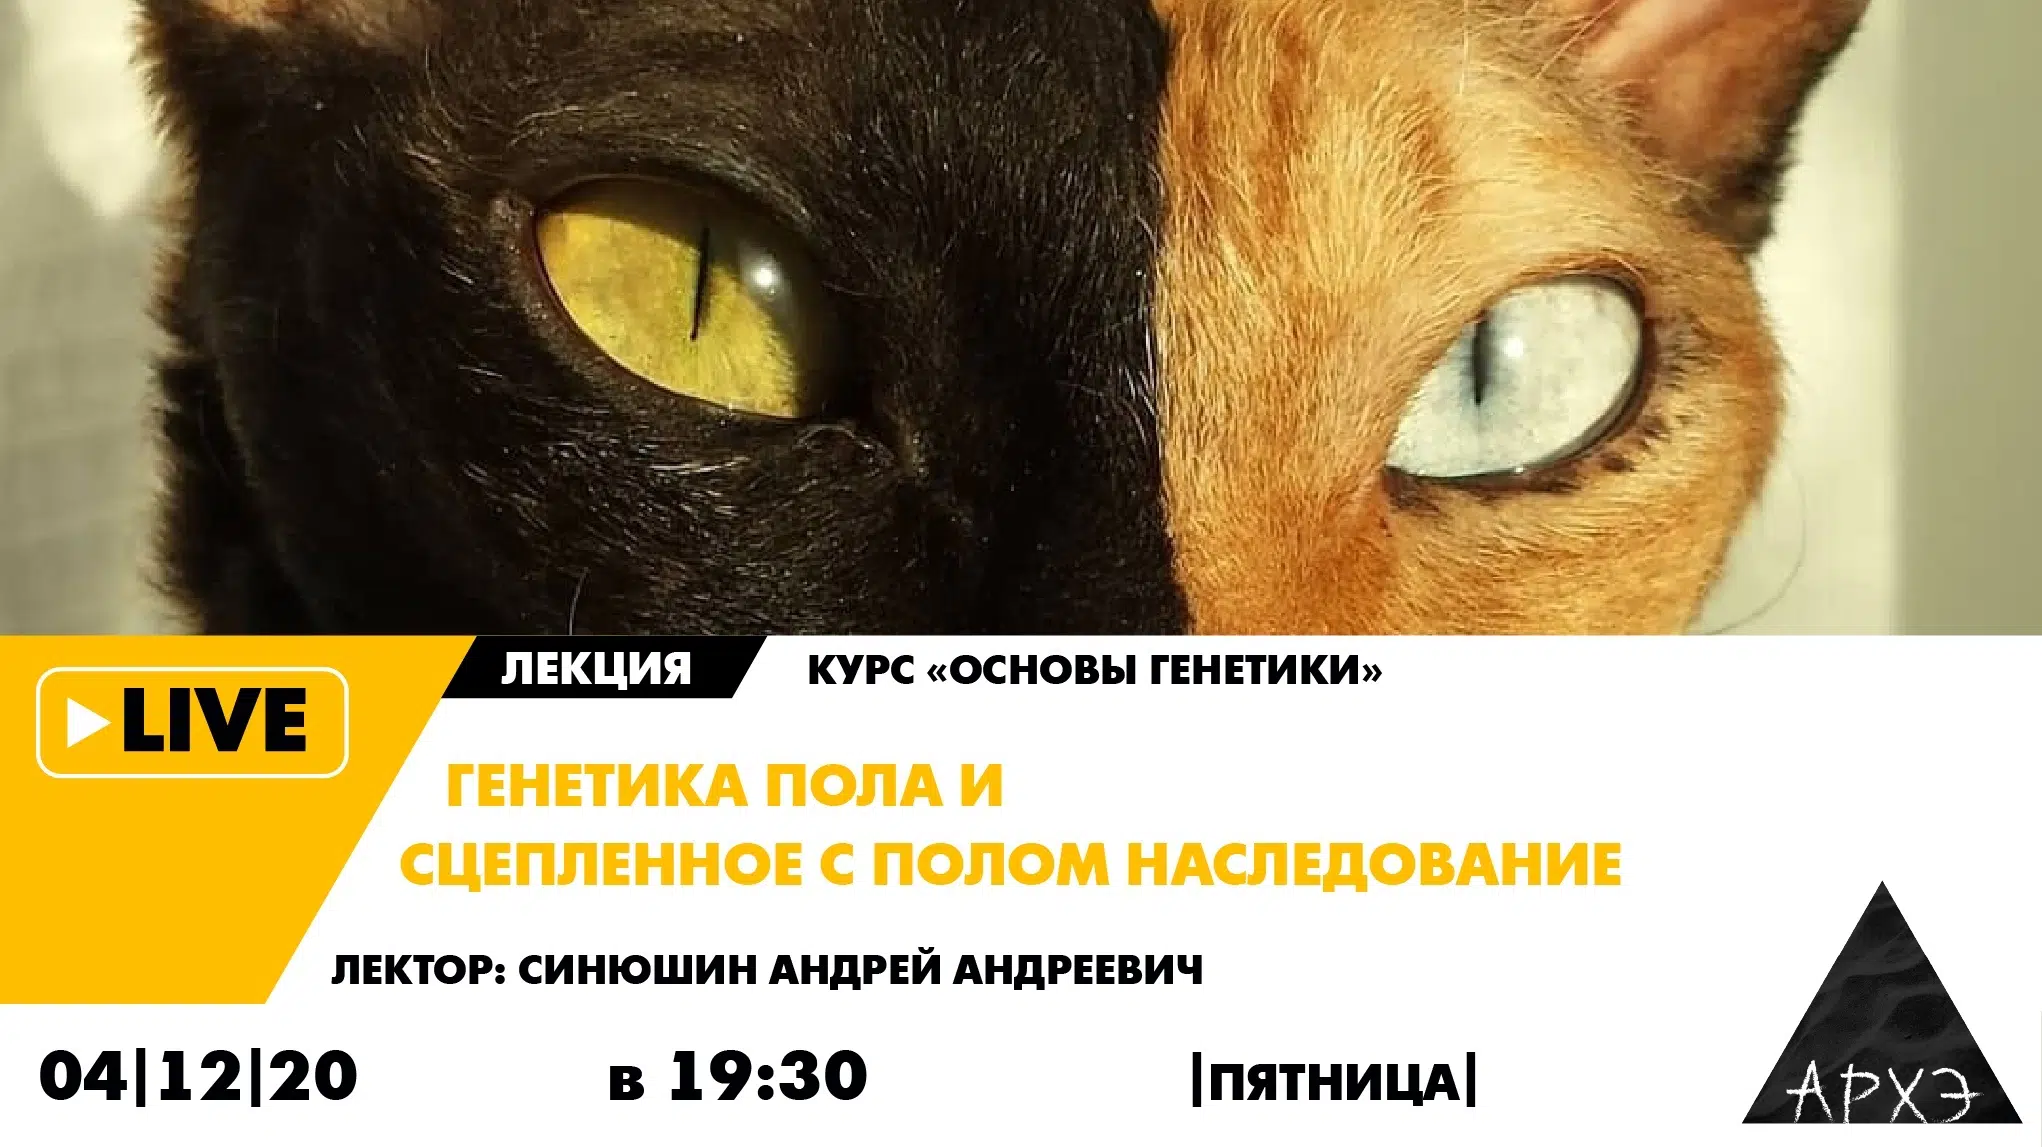 ЛЕКЦИЯ КУРС «ОСНОВЫ ГЕНЕТИКИ»
LIVE
ГЕНЕТИКА ПОЛА И
СЦЕПЛЕННОЕ С ПОЛОМ НАСЛЕДОВАНИЕ
ЛЕКТОР: СИНЮШИН АНДРЕЙ АНДРЕЕВИЧ
04|12|20 в 19:30 |ПЯТНИЦА|
АРХЭ